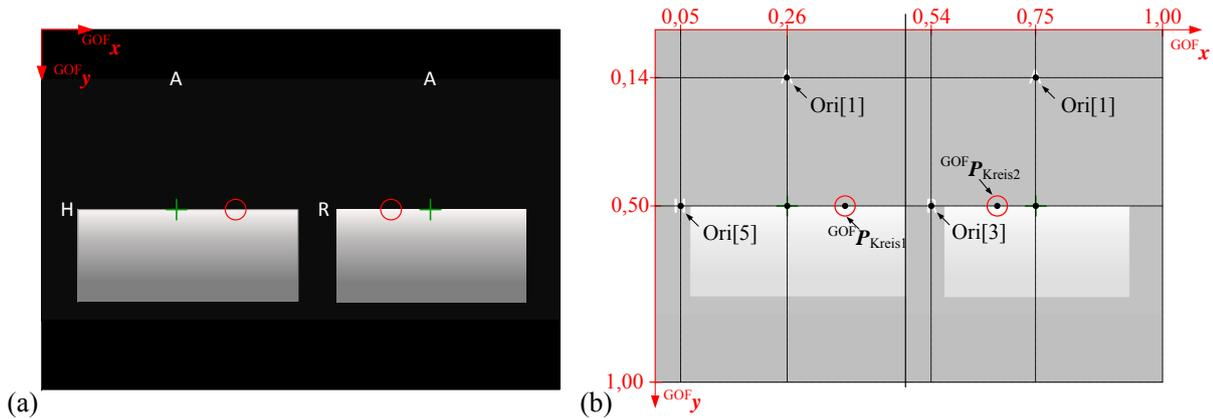 GOF x
GOF y
A A
H R
(a)
0,05 0,26 0,54 0,75 1,00
GOF x
0,14
Ori[1] Ori[1]
GOF P Kreis2
0,50
Ori[5] GOF P Kreis1 Ori[3]
1,00
GOF y
(b)